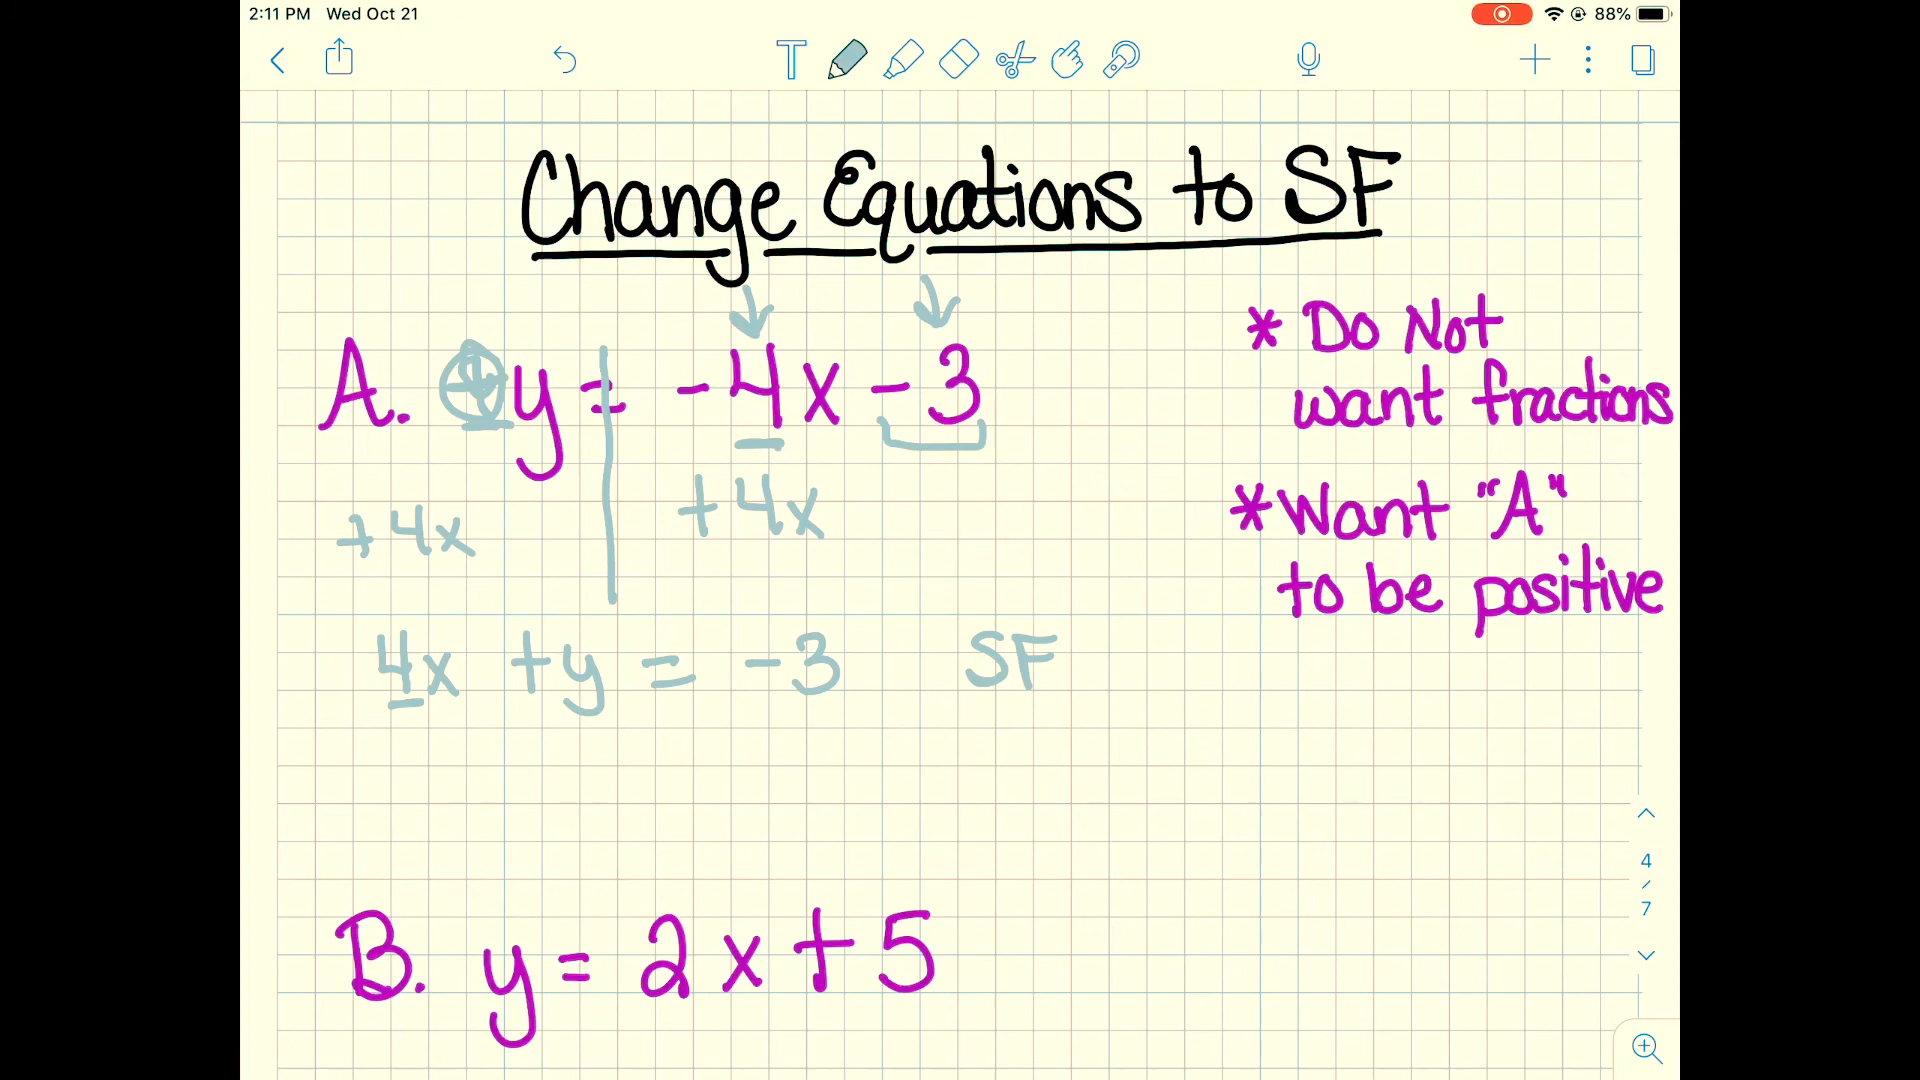 2:11 PM Wed Oct 21 88%
Change Equations to SF
A. y = -4x - 3
+4x +4x
4x + y = -3 SF
* Do Not
want fractions
* Want "A"
to be positive
B. y = 2x + 5
4
7